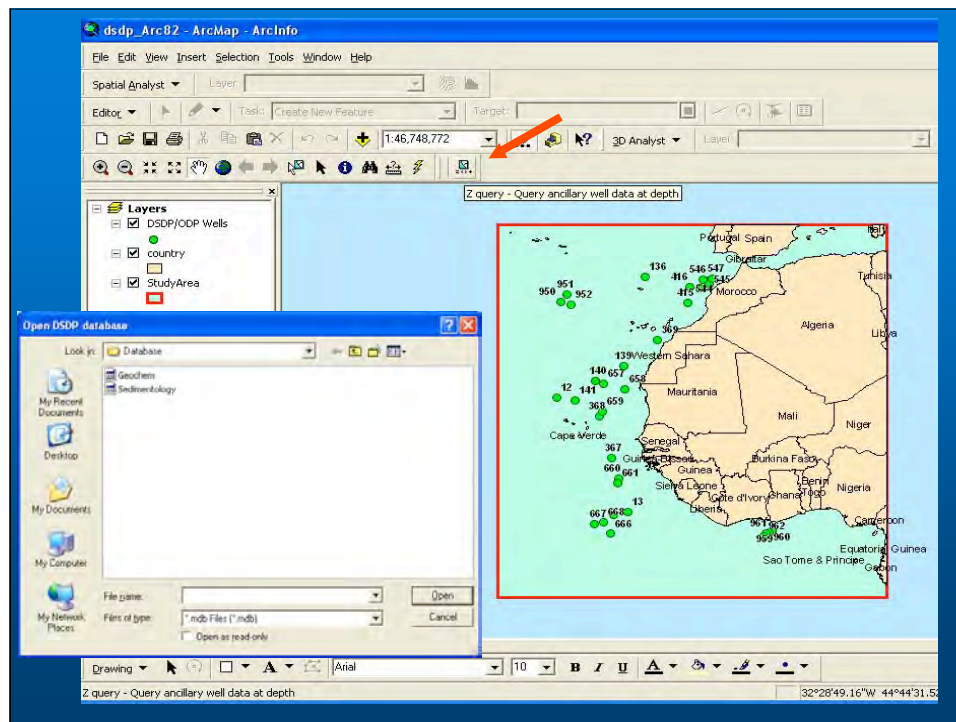 dsdp_Arc82 - ArcMap - ArcInfo
File Edit View Insert Selection Tools Window Help
Spatial Analyst Layer:
Editor Task: Create New Feature Target:
1:46,748,772 3D Analyst Layer:
Z query - Query ancillary well data at depth
Layers
DSDP/ODP Wells
country
StudyArea
Portugal Spain
Gibraltar
Tunisia
136
546 547
416
545
544
415
Morocco
951
950
952
369
Algeria
Libya
139 Western Sahara
140 657
658
12
141
Mauritania
368 659
Mali
Niger
Cape Verde
Senegal
367
Guinea Bissau
Burkina Faso
Guinea
660
661
Benin
Sierra Leone
Cote d'Ivory
Ghana
Togo
Nigeria
13
Liberia
667 668
666
961 962
959 960
Cameroon
Equatorial Guinea
Sao Tome & Principe
Gabon
Open DSDP database
Look in: Database
Geochem
Sedimentology
My Recent
Documents
Desktop
My Documents
My Computer
My Network
Places
File name:
Open
Files of type: *.mdb Files (*.mdb)
Cancel
Open as read-only
Drawing A Arial 10 B I U A
Z query - Query ancillary well data at depth
32°28'49.16"W 44°44'31.52